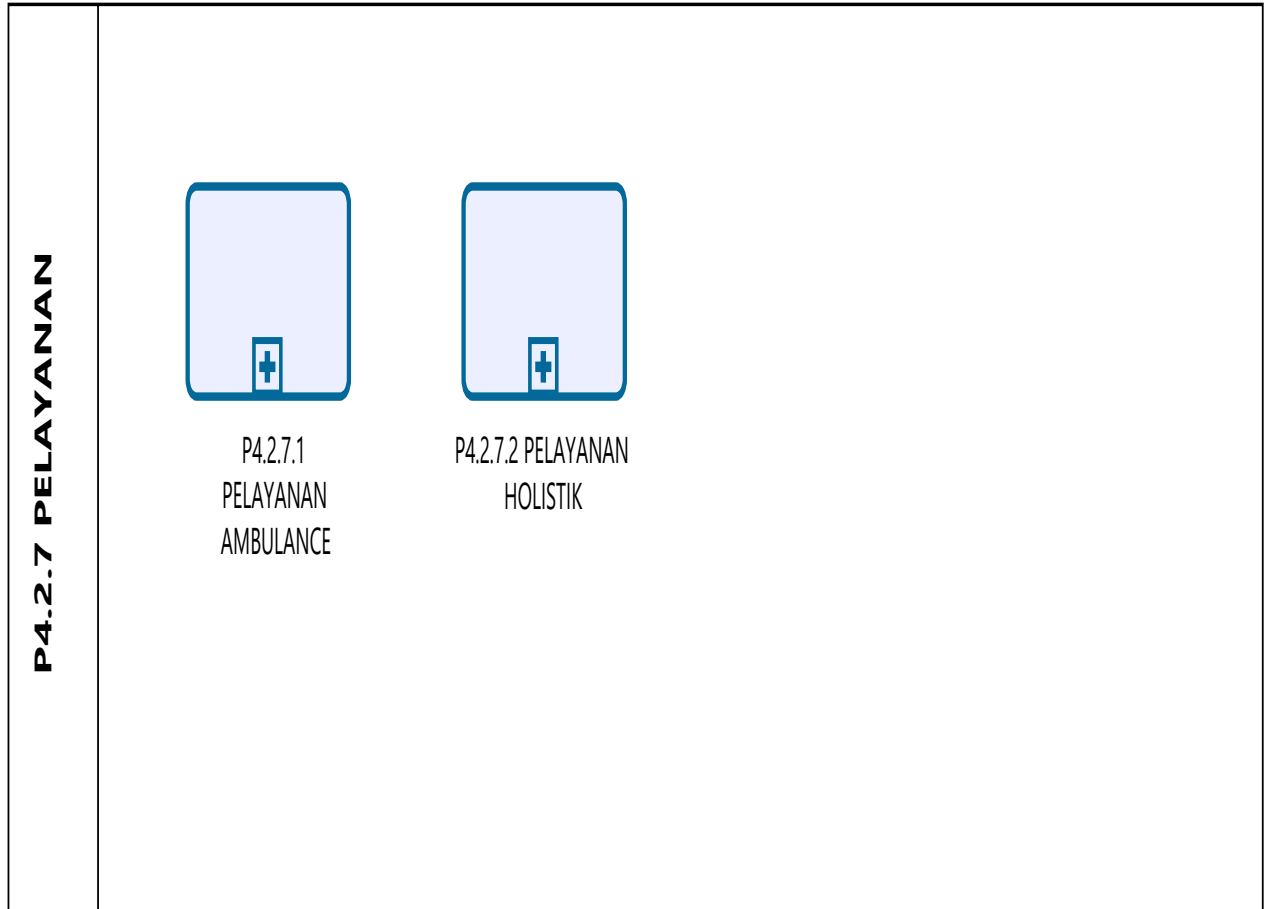 P4.2.7 PELAYANAN
P4.2.7.1
PELAYANAN
AMBULANCE
P4.2.7.2 PELAYANAN
HOLISTIK